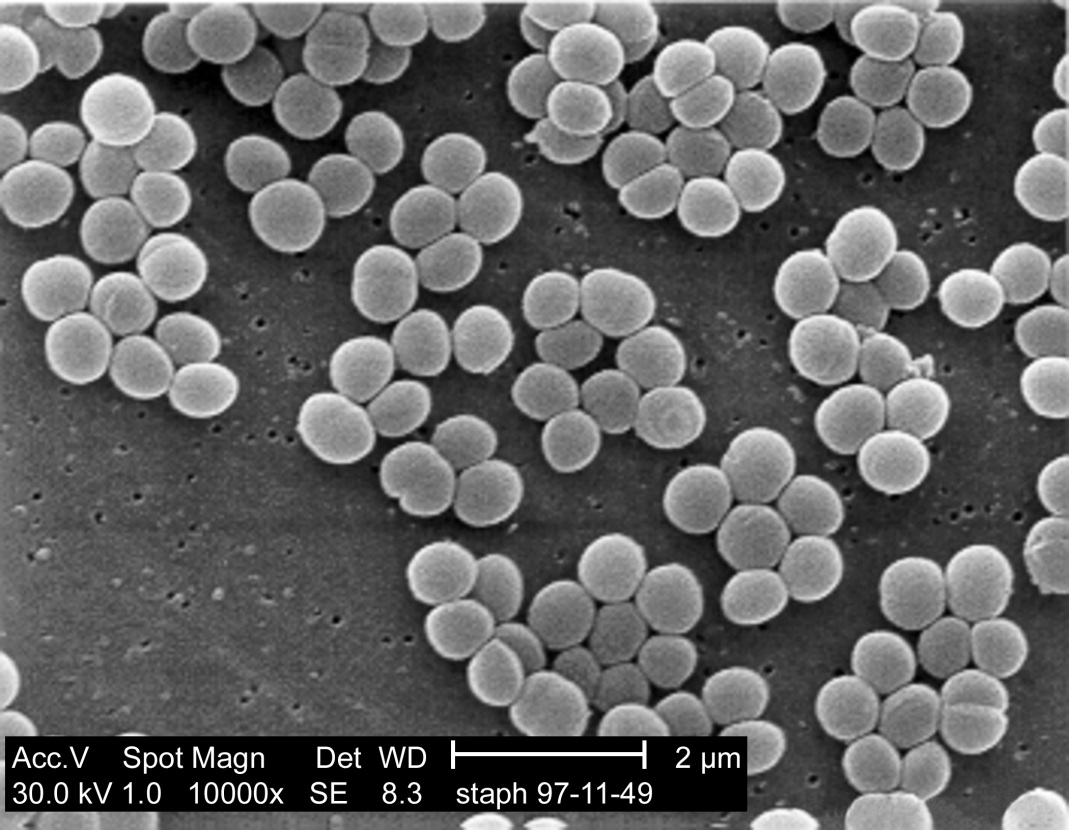 Acc.V Spot Magn Det WD 2 µm
30.0 kV 1.0 10000x SE 8.3 staph 97-11-49